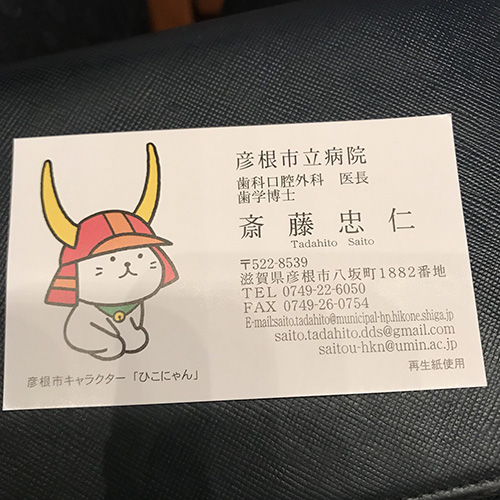 彦根市立病院
歯科口腔外科 医長
歯学博士
斎藤忠仁
Tadahito Saito
〒522-8539
滋賀県彦根市八坂町1882番地
TEL 0749-22-6050
FAX 0749-26-0754
E-mail:saito.tadahito@municipal-hp.hikone.shiga.jp
saito.tadahito.dds@gmail.com
saitou-hkn@umin.ac.jp
彦根市キャラクター「ひこにゃん」
再生紙使用